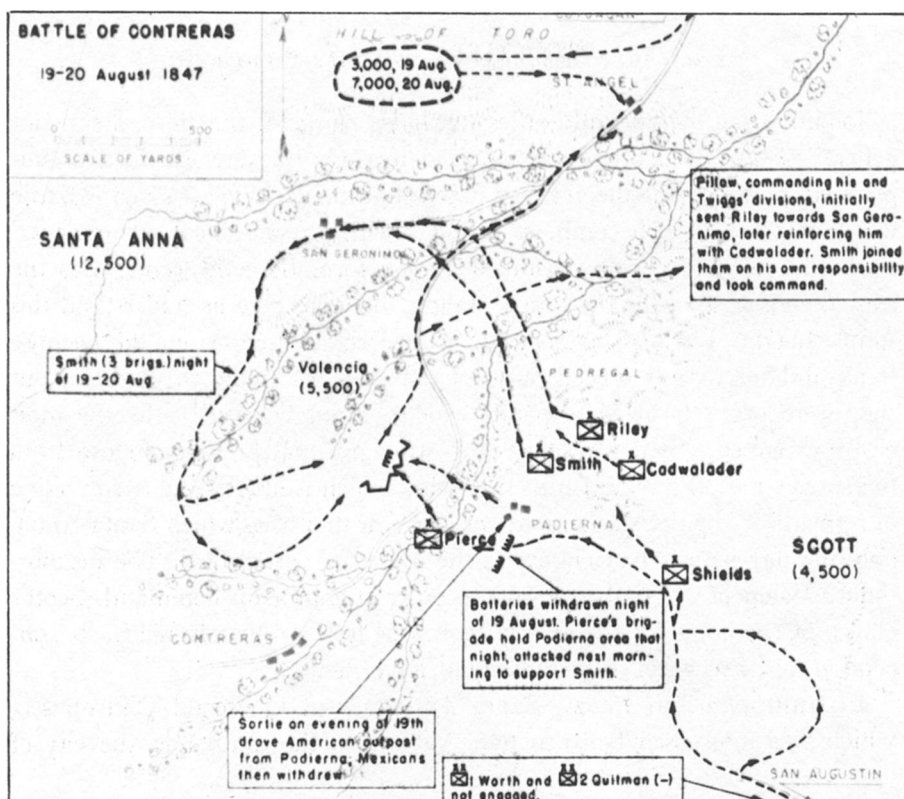 BATTLE OF CONTRERAS
19-20 August 1847
0 500
SCALE OF YARDS
HILL OF TORO
3,000, 19 Aug.
7,000, 20 Aug.
ST. ANGEL
Pillow, commanding his and
Twiggs' divisions, initially
sent Riley towards San Gero-
nimo, later reinforcing him
with Cadwalader. Smith joined
them on his own responsibility
and took command.
SANTA ANNA
(12,500)
SAN GERONIMO
Smith (3 brigs.) night
of 19-20 Aug.
Valencia
(5,500)
PEDREGAL
X
Riley
X
Smith
X
Cadwalader
X
Pierce
PADIERNA
SCOTT
(4,500)
X
Shields
Batteries withdrawn night
of 19 August. Pierce's brig-
ade held Padierna area that
night, attacked next morn-
ing to support Smith.
CONTRERAS
Sortie on evening of 19th
drove American outpost
from Padierna; Mexicans
then withdrew
XX 1 Worth and XX 2 Quitman (-)
not engaged.
SAN AUGUSTIN